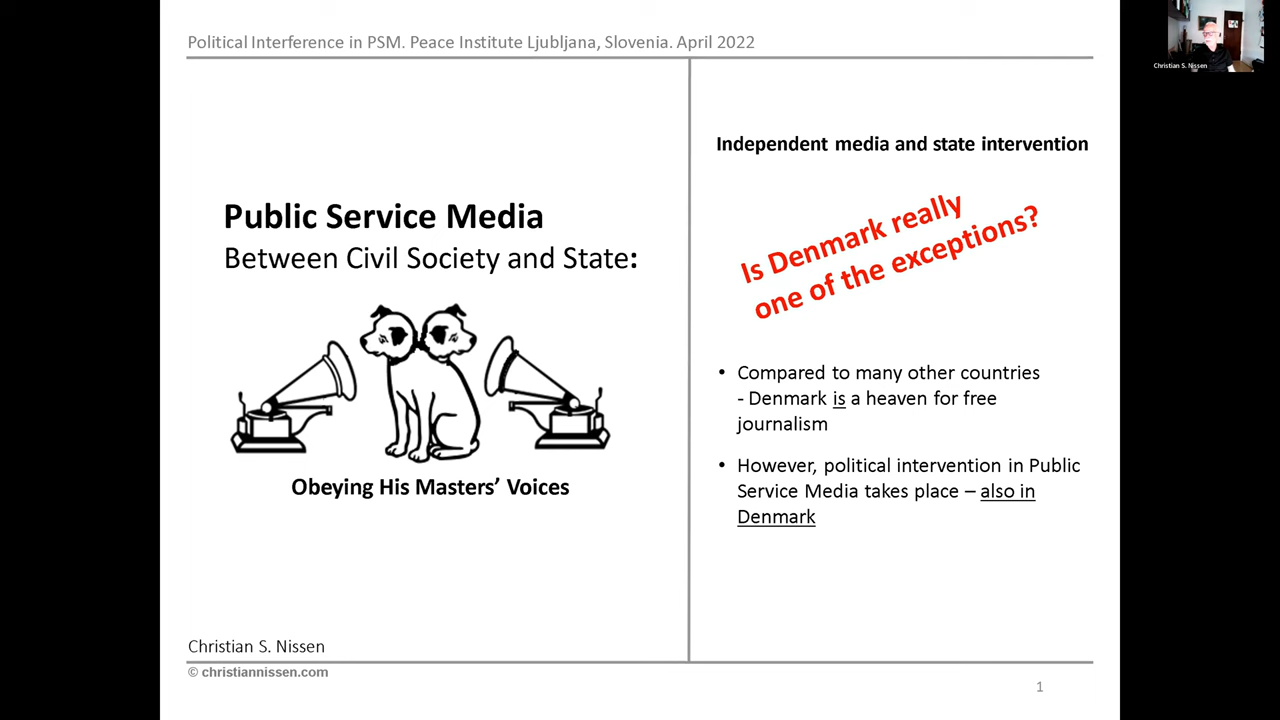 Political Interference in PSM. Peace Institute Ljubljana, Slovenia. April 2022
Public Service Media
Between Civil Society and State:
Obeying His Masters’ Voices
Christian S. Nissen
© christiannissen.com
Independent media and state intervention
Is Denmark really
one of the exceptions?
• Compared to many other countries
- Denmark is a heaven for free
journalism
• However, political intervention in Public
Service Media takes place – also in
Denmark
1
Christian S. Nissen